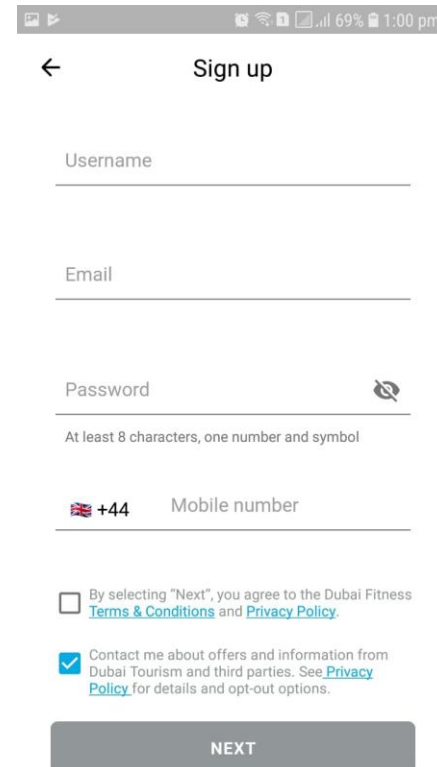 69% 1:00 pm
Sign up
Username
Email
Password
At least 8 characters, one number and symbol
+44 Mobile number
By selecting "Next", you agree to the Dubai Fitness
Terms & Conditions and Privacy Policy.
Contact me about offers and information from
Dubai Tourism and third parties. See Privacy
Policy for details and opt-out options.
NEXT